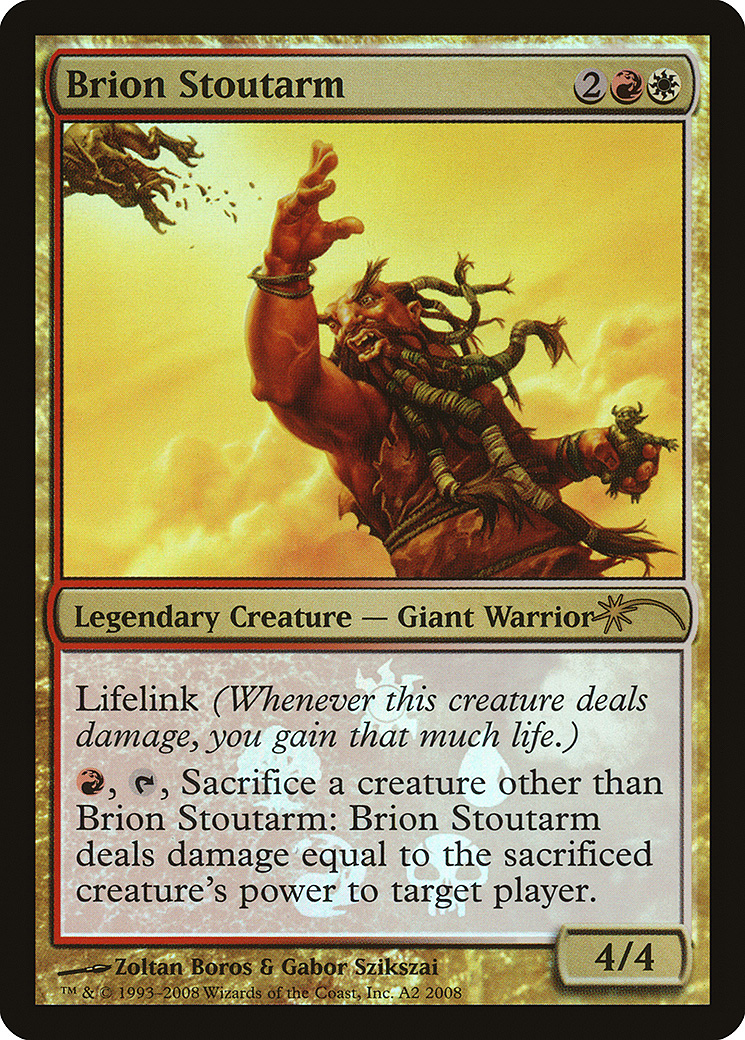 Brion Stoutarm 2
Legendary Creature — Giant Warrior
Lifelink (Whenever this creature deals
damage, you gain that much life.)
, , Sacrifice a creature other than
Brion Stoutarm: Brion Stoutarm
deals damage equal to the sacrificed
creature's power to target player.
4/4
Zoltan Boros & Gabor Szikszai
™ & © 1993–2008 Wizards of the Coast, Inc. A2 2008